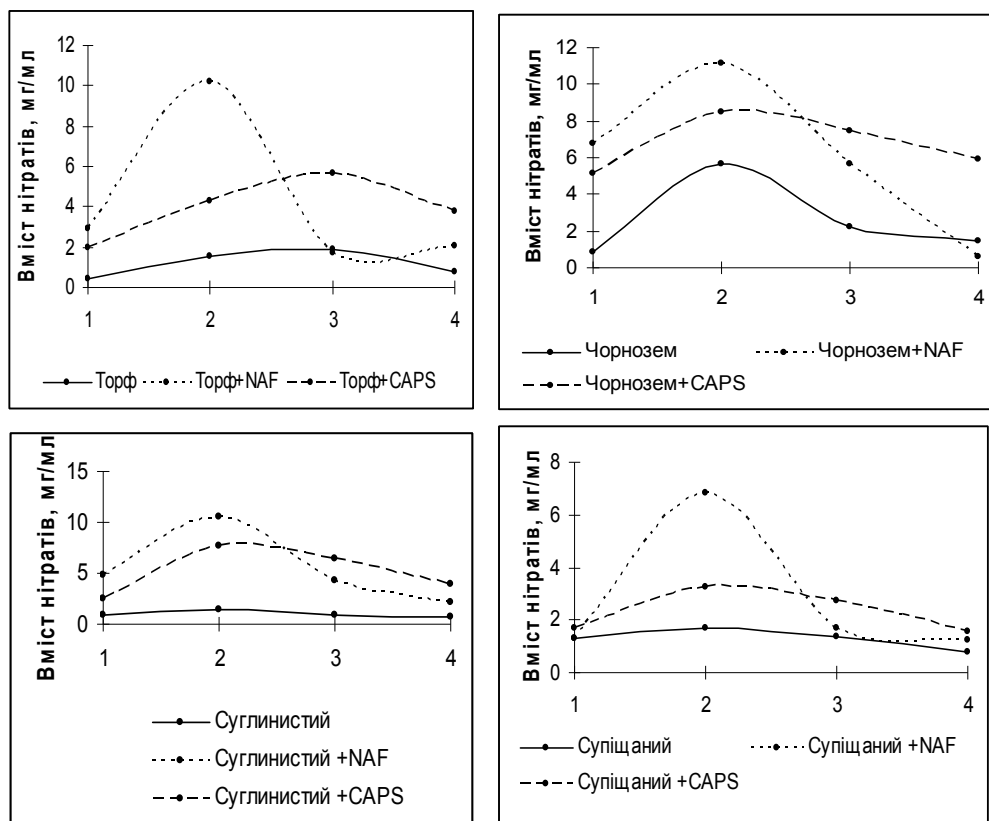 Вміст нітратів, мг/мл
12
10
8
6
4
2
0
1 2 3 4
Торф Торф+NAF Торф+CAPS
Вміст нітратів, мг/мл
12
10
8
6
4
2
0
1 2 3 4
Чорнозем Чорнозем+NAF
Чорнозем+CAPS
Вміст нітратів, мг/мл
15
10
5
0
1 2 3 4
Суглинистий
Суглинистий +NAF
Суглинистий +CAPS
Вміст нітратів, мг/мл
8
6
4
2
0
1 2 3 4
Супіщаний Супіщаний +NAF
Супіщаний +CAPS